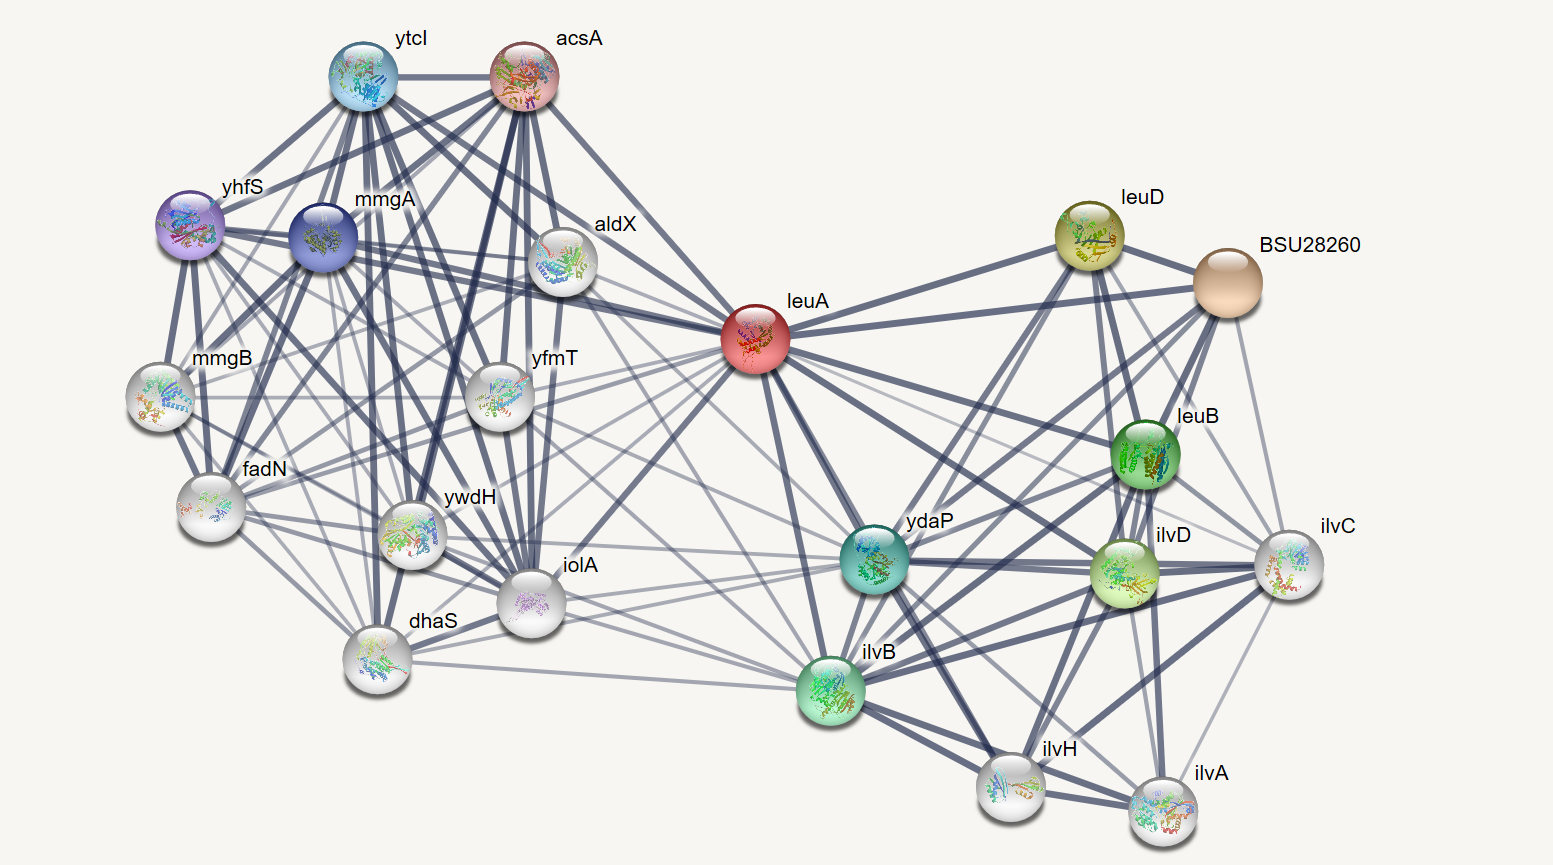 ytcI
acsA
yhfS
mmgA
leuD
aldX
BSU28260
leuA
mmgB
yfmT
leuB
fadN
ywdH
ydaP
ilvC
ilvD
iolA
dhaS
ilvB
ilvH
ilvA